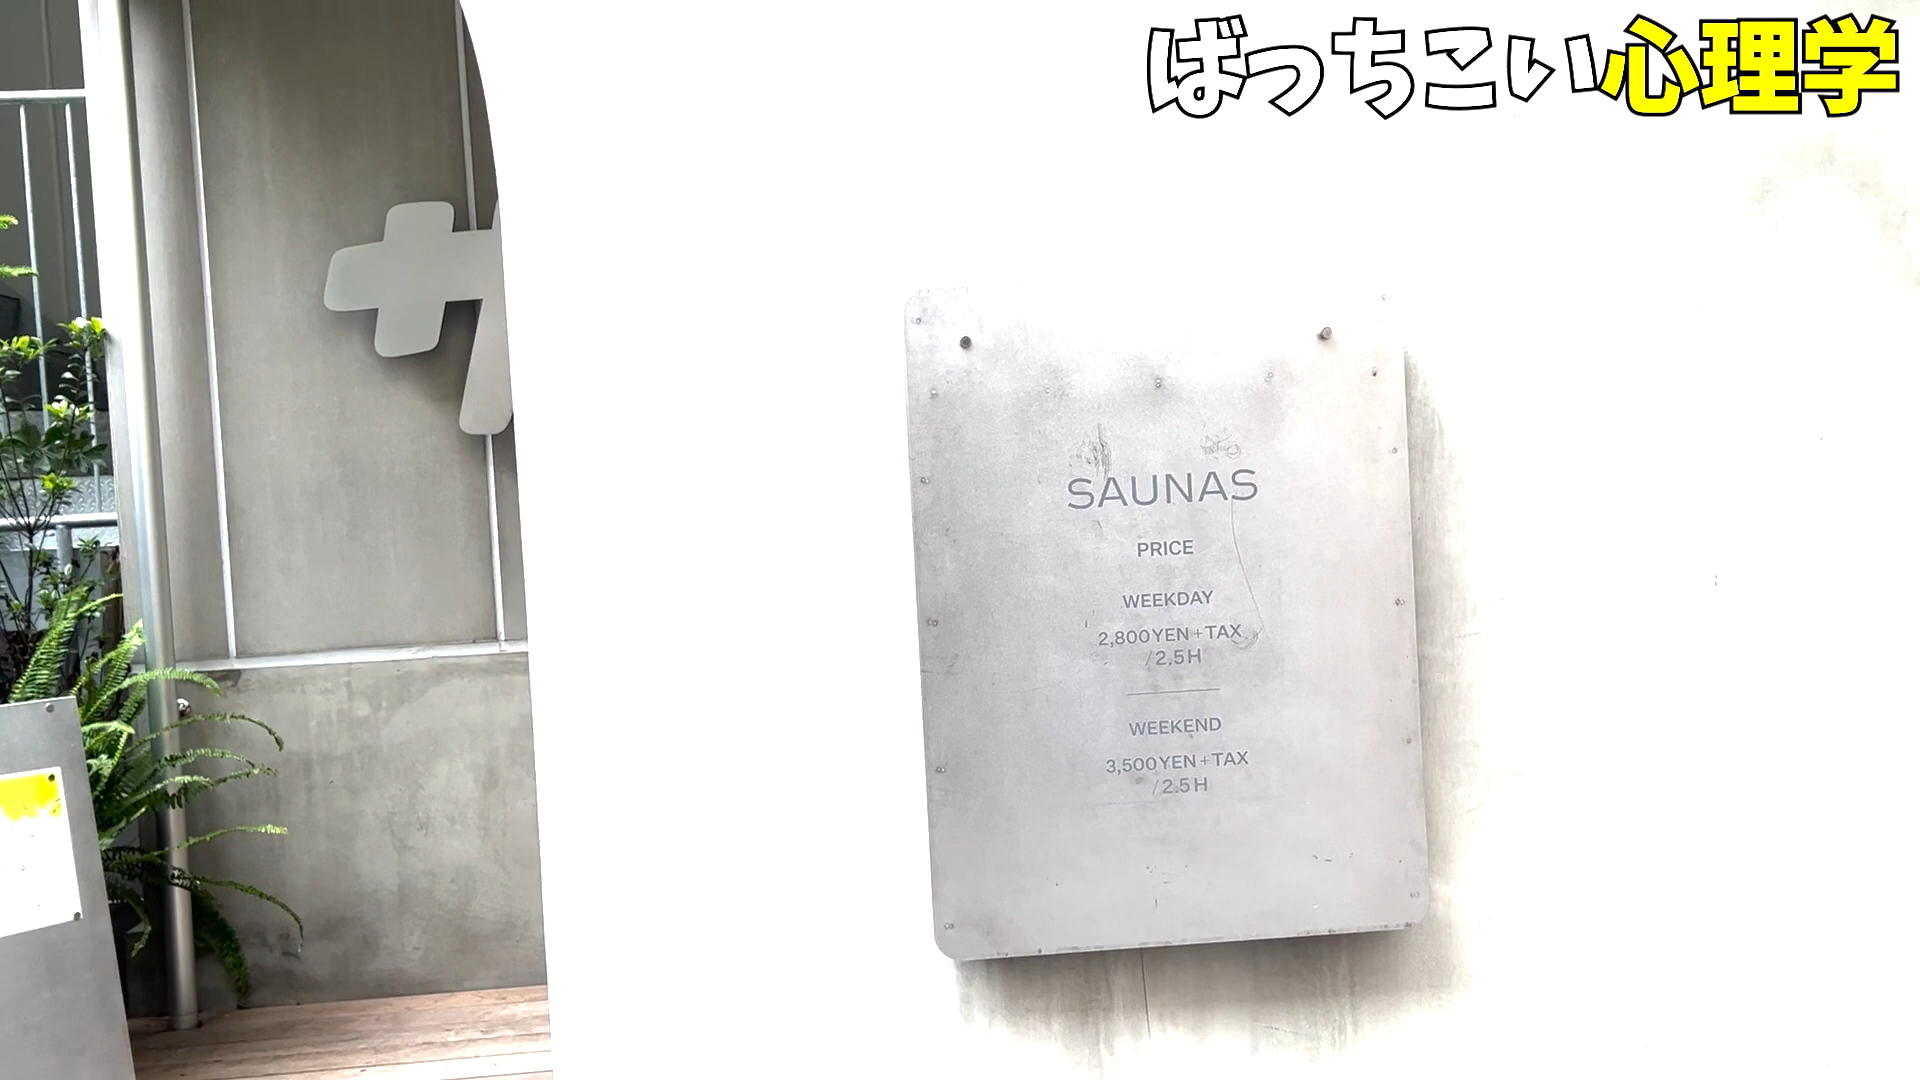 ばっちこい心理学
サ
SAUNAS
PRICE
WEEKDAY
2,800YEN+TAX
/2.5H
WEEKEND
3,500YEN+TAX
/2.5H